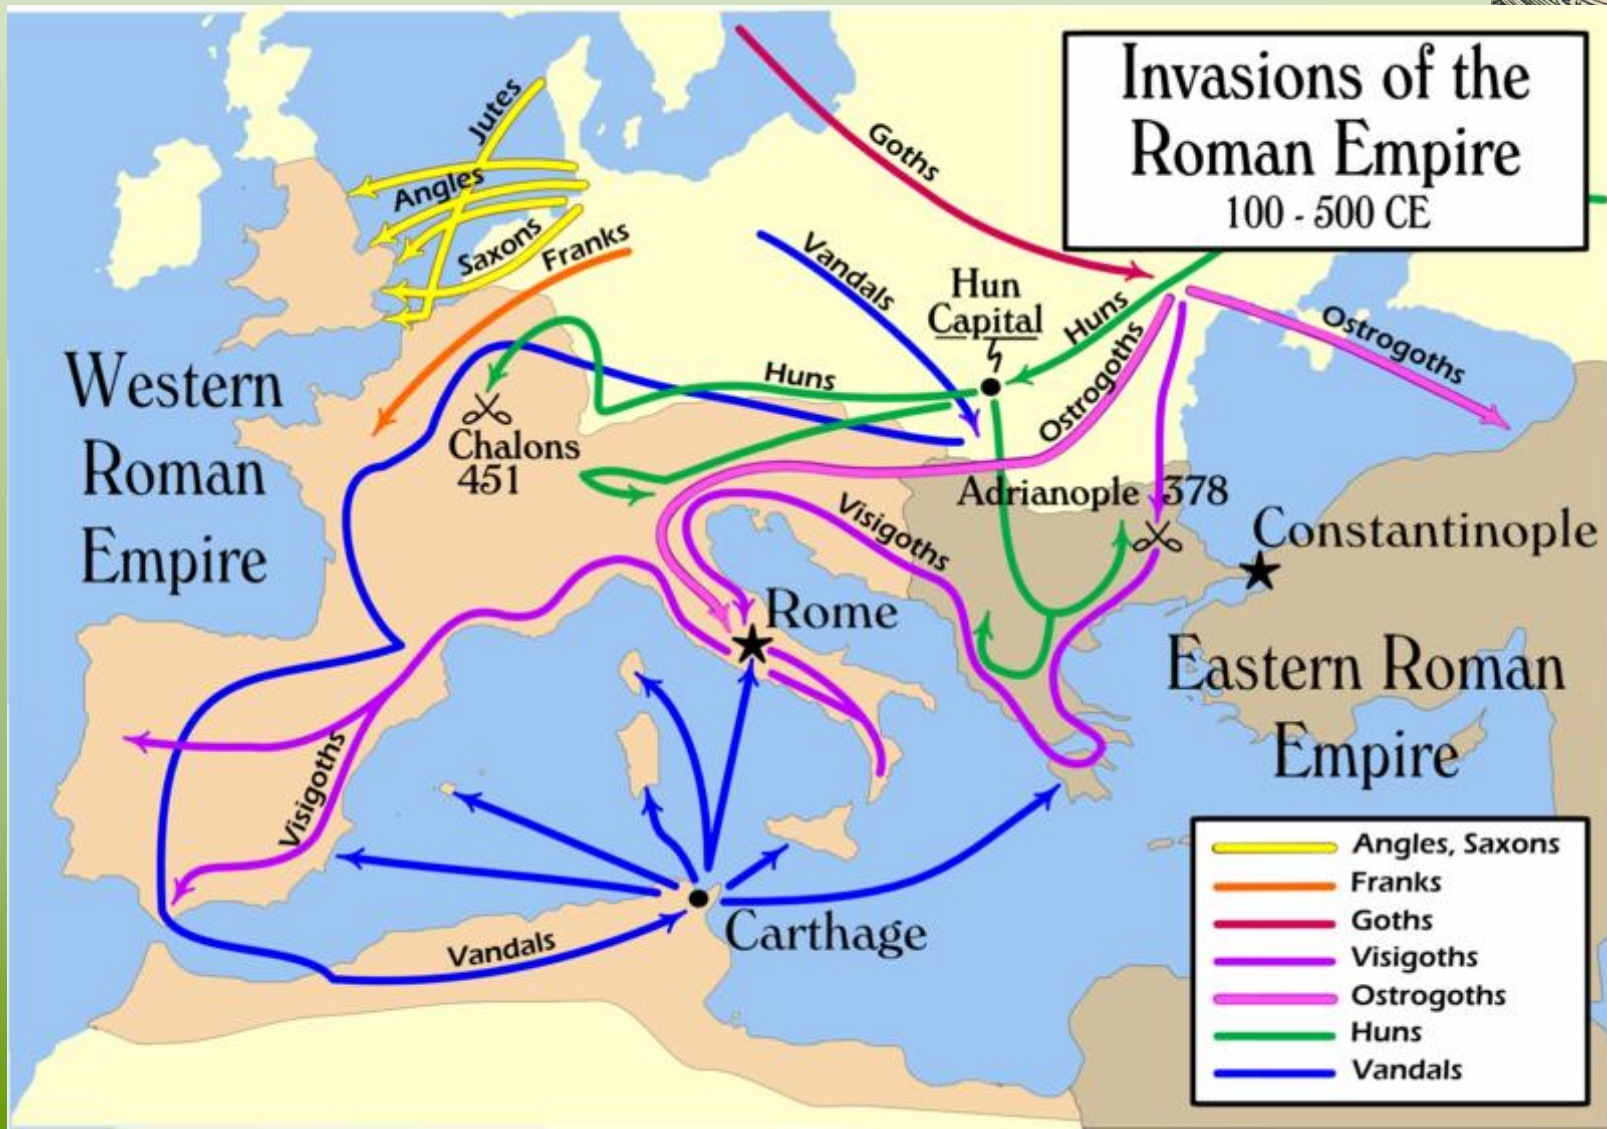 Invasions of the
Roman Empire
100 - 500 CE
Jutes
Angles
Saxons
Franks
Goths
Vandals
Hun
Capital
Huns
Ostrogoths
Ostrogoths
Huns
Western
Roman
Empire
Chalons
451
Adrianople 378
Visigoths
Constantinople
Rome
Eastern Roman
Empire
Visigoths
Carthage
Vandals
Angles, Saxons
Franks
Goths
Visigoths
Ostrogoths
Huns
Vandals